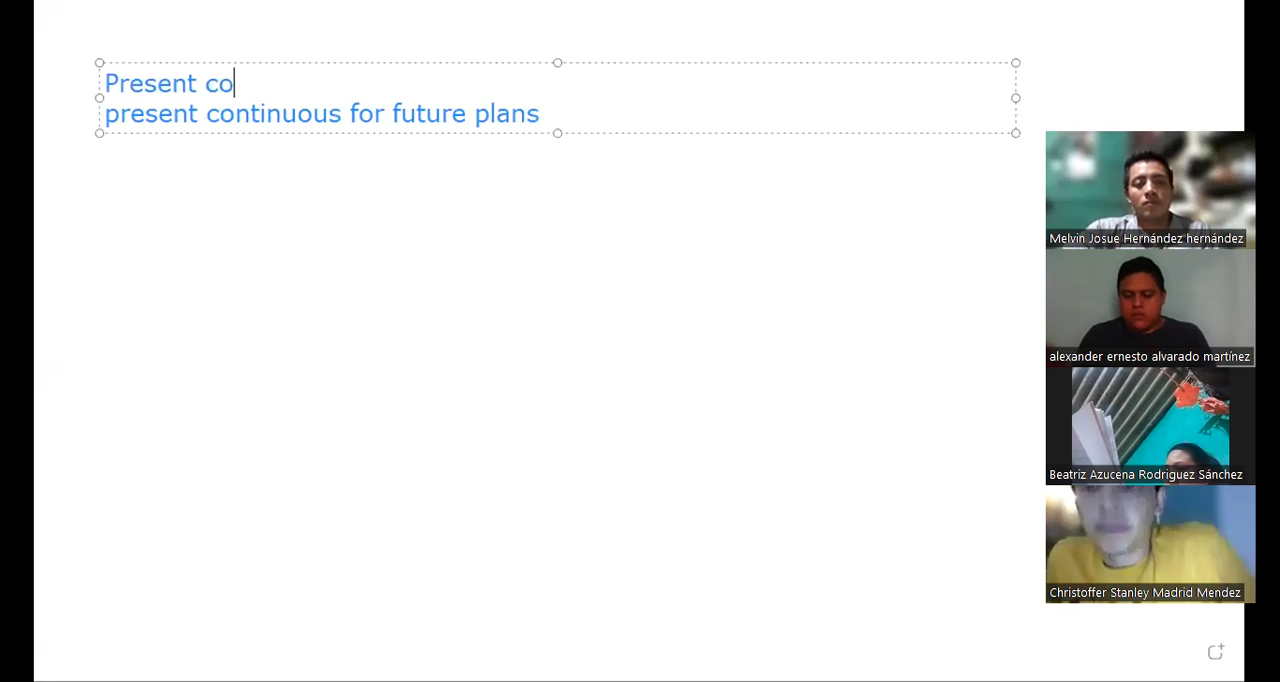 Present co
present continuous for future plans
Melvin Josue Hernández hernández
alexander ernesto alvarado martínez
Beatriz Azucena Rodriguez Sánchez
Christoffer Stanley Madrid Mendez